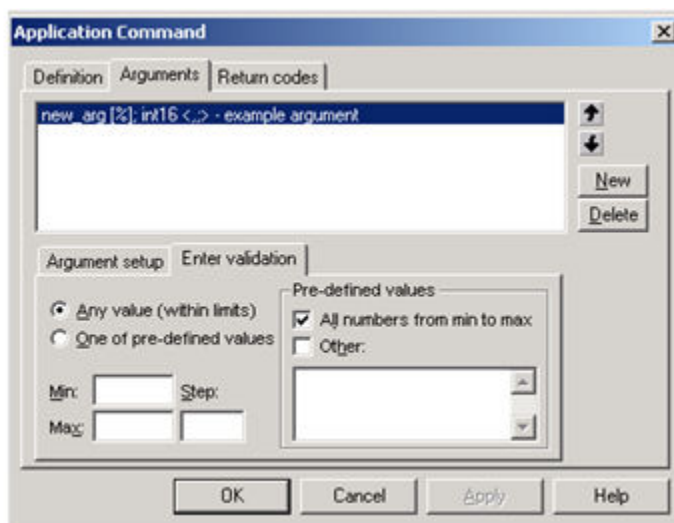 Application Command
Definition Arguments Return codes
new_arg [%]; int16 <,;> - example argument
New
Delete
Argument setup Enter validation
Pre-defined values
Any value (within limits)
All numbers from min to max
One of pre-defined values
Other:
Min: Step:
Max:
OK Cancel Apply Help